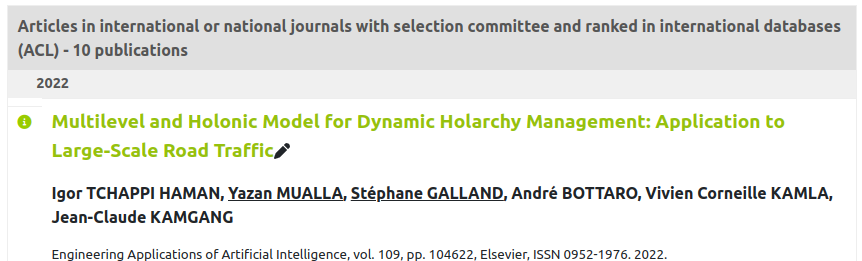 Articles in international or national journals with selection committee and ranked in international databases
(ACL) - 10 publications
2022
Multilevel and Holonic Model for Dynamic Holarchy Management: Application to
Large-Scale Road Traffic
Igor TCHAPPI HAMAN, Yazan MUALLA, Stéphane GALLAND, André BOTTARO, Vivien Corneille KAMLA,
Jean-Claude KAMGANG
Engineering Applications of Artificial Intelligence, vol. 109, pp. 104622, Elsevier, ISSN 0952-1976. 2022.